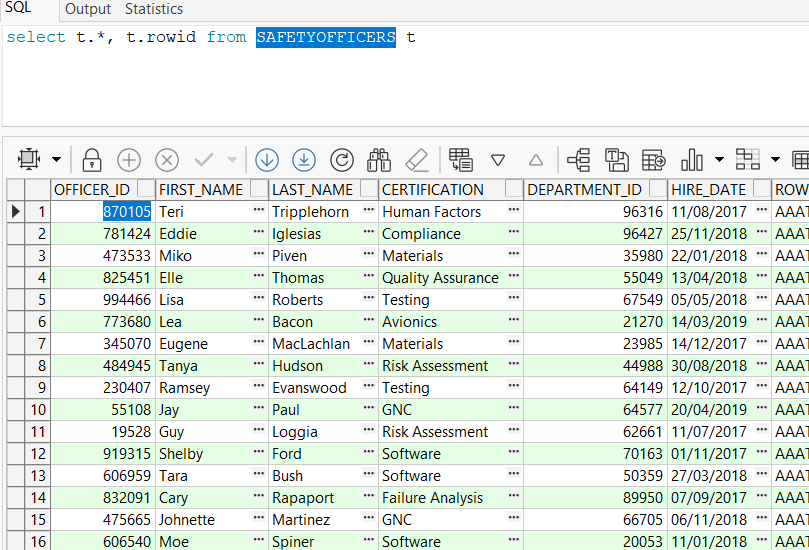 SQL Output Statistics
select t.*, t.rowid from SAFETYOFFICERS t
OFFICER_ID FIRST_NAME LAST_NAME CERTIFICATION DEPARTMENT_ID HIRE_DATE ROW
1 870105 Teri ... Tripplehorn ... Human Factors ... 96316 11/08/2017 ... AAAT
2 781424 Eddie ... Iglesias ... Compliance ... 96427 25/11/2018 ... AAAT
3 473533 Miko ... Piven ... Materials ... 35980 22/01/2018 ... AAAT
4 825451 Elle ... Thomas ... Quality Assurance ... 55049 13/04/2018 ... AAAT
5 994466 Lisa ... Roberts ... Testing ... 67549 05/05/2018 ... AAAT
6 773680 Lea ... Bacon ... Avionics ... 21270 14/03/2019 ... AAAT
7 345070 Eugene ... MacLachlan ... Materials ... 23985 14/12/2017 ... AAAT
8 484945 Tanya ... Hudson ... Risk Assessment ... 44988 30/08/2018 ... AAAT
9 230407 Ramsey ... Evanswood ... Testing ... 64149 12/10/2017 ... AAAT
10 55108 Jay ... Paul ... GNC ... 64577 20/04/2019 ... AAAT
11 19528 Guy ... Loggia ... Risk Assessment ... 62661 11/07/2017 ... AAAT
12 919315 Shelby ... Ford ... Software ... 70163 01/11/2017 ... AAAT
13 606959 Tara ... Bush ... Software ... 50359 27/03/2018 ... AAAT
14 832091 Cary ... Rapaport ... Failure Analysis ... 89950 07/09/2017 ... AAAT
15 475665 Johnette ... Martinez ... GNC ... 66705 06/11/2018 ... AAAT
16 606540 Moe ... Spiner ... Software ... 20053 11/01/2018 ... AAAT